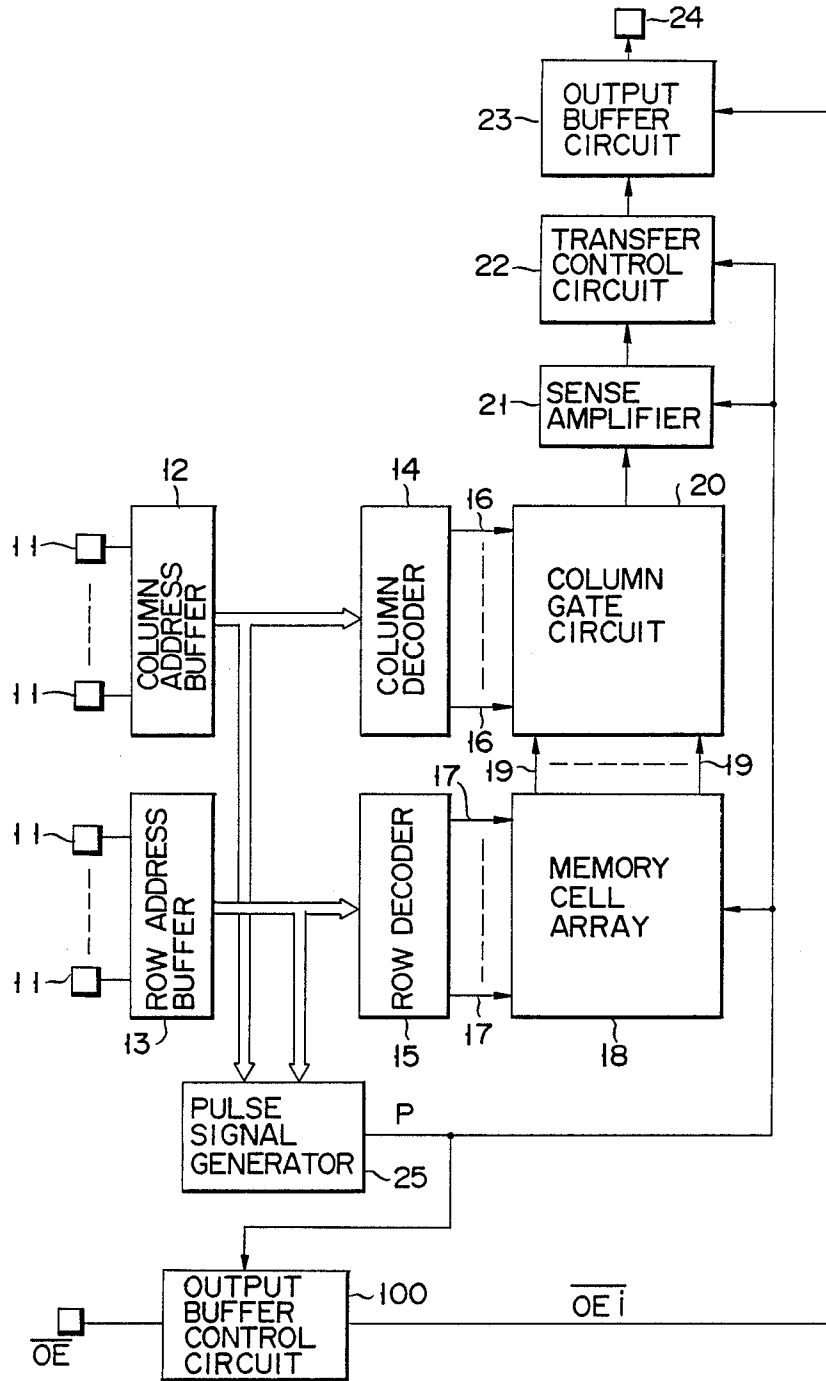 24
OUTPUT
BUFFER
CIRCUIT
23
TRANSFER
CONTROL
CIRCUIT
22
SENSE
AMPLIFIER
21
12
14
16
20
11
COLUMN
ADDRESS
BUFFER
COLUMN
DECODER
COLUMN
GATE
CIRCUIT
11
16
19
19
17
11
ROW ADDRESS
BUFFER
ROW DECODER
MEMORY
CELL
ARRAY
11
13
15
17
18
PULSE
SIGNAL
GENERATOR
P
25
OUTPUT
BUFFER
CONTROL
CIRCUIT
100
O̅E̅i̅
O̅E̅